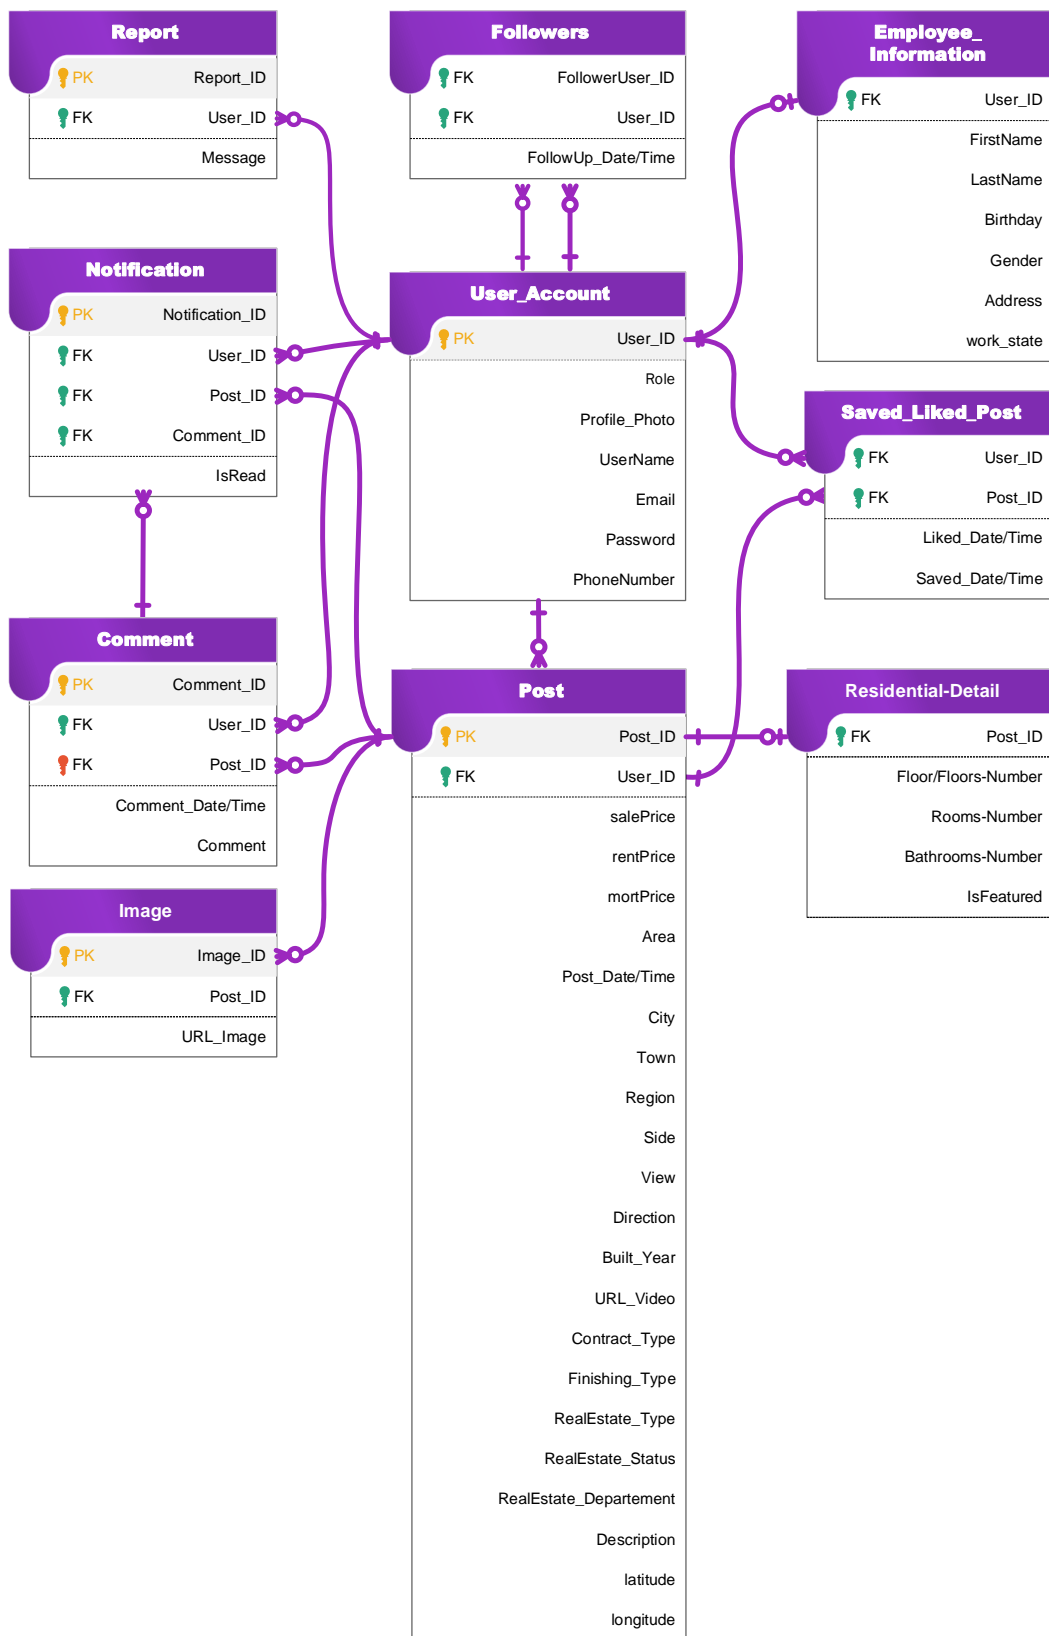 Report
PK Report_ID
FK User_ID
Message
Followers
FK FollowerUser_ID
FK User_ID
FollowUp_Date/Time
Employee_
Information
FK User_ID
FirstName
LastName
Birthday
Gender
Address
work_state
Notification
PK Notification_ID
FK User_ID
FK Post_ID
FK Comment_ID
IsRead
User_Account
PK User_ID
Role
Profile_Photo
UserName
Email
Password
PhoneNumber
Saved_Liked_Post
FK User_ID
FK Post_ID
Liked_Date/Time
Saved_Date/Time
Comment
PK Comment_ID
FK User_ID
FK Post_ID
Comment_Date/Time
Comment
Post
PK Post_ID
FK User_ID
salePrice
rentPrice
mortPrice
Area
Post_Date/Time
City
Town
Region
Side
View
Direction
Built_Year
URL_Video
Contract_Type
Finishing_Type
RealEstate_Type
RealEstate_Status
RealEstate_Departement
Description
latitude
longitude
Residential-Detail
FK Post_ID
Floor/Floors-Number
Rooms-Number
Bathrooms-Number
IsFeatured
Image
PK Image_ID
FK Post_ID
URL_Image